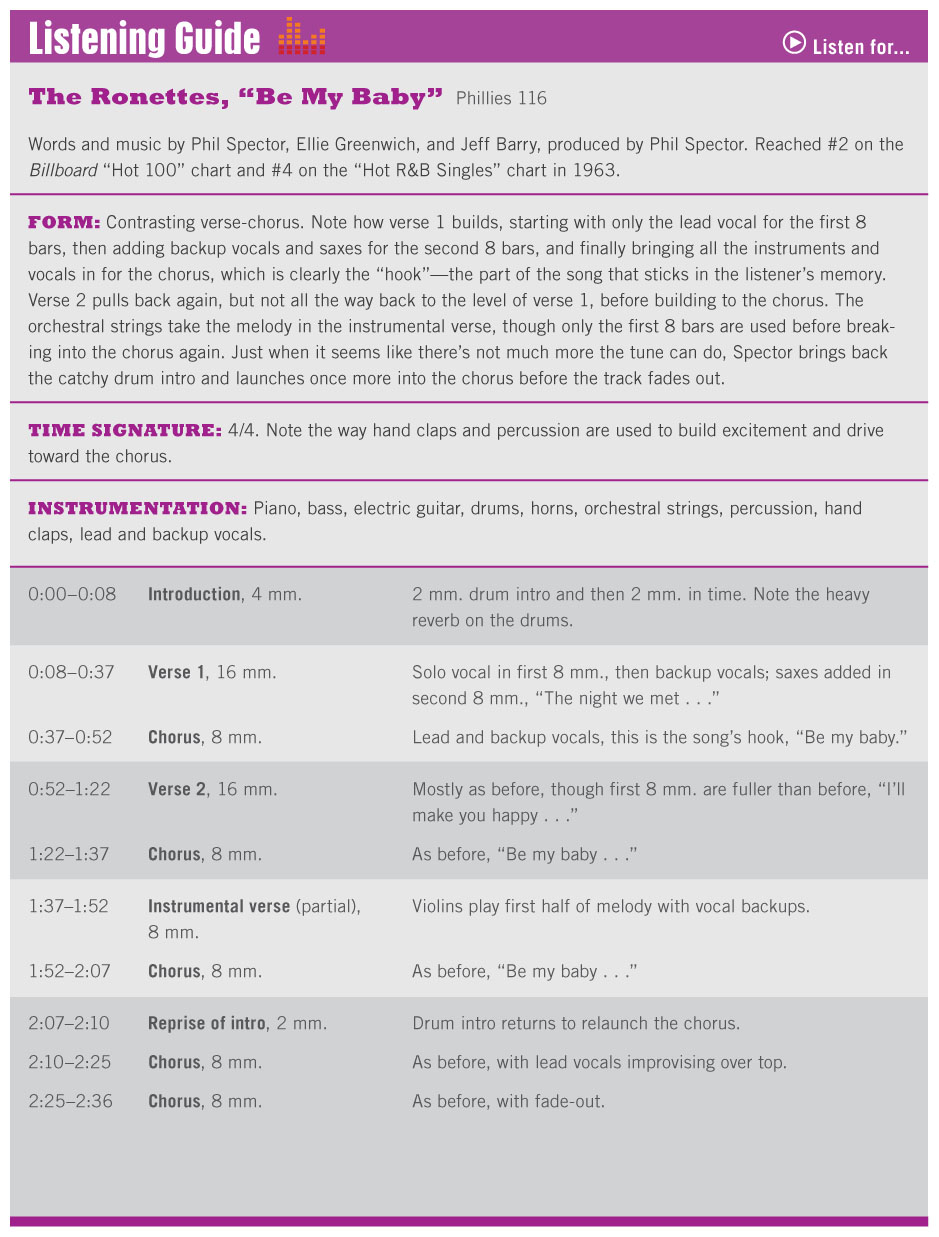 Listening Guide
Listen for...
The Ronettes, “Be My Baby” Phillies 116
Words and music by Phil Spector, Ellie Greenwich, and Jeff Barry, produced by Phil Spector. Reached #2 on the
Billboard “Hot 100” chart and #4 on the “Hot R&B Singles” chart in 1963.
FORM: Contrasting verse-chorus. Note how verse 1 builds, starting with only the lead vocal for the first 8
bars, then adding backup vocals and saxes for the second 8 bars, and finally bringing all the instruments and
vocals in for the chorus, which is clearly the “hook”—the part of the song that sticks in the listener’s memory.
Verse 2 pulls back again, but not all the way back to the level of verse 1, before building to the chorus. The
orchestral strings take the melody in the instrumental verse, though only the first 8 bars are used before break-
ing into the chorus again. Just when it seems like there’s not much more the tune can do, Spector brings back
the catchy drum intro and launches once more into the chorus before the track fades out.
TIME SIGNATURE: 4/4. Note the way hand claps and percussion are used to build excitement and drive
toward the chorus.
INSTRUMENTATION: Piano, bass, electric guitar, drums, horns, orchestral strings, percussion, hand
claps, lead and backup vocals.
0:00–0:08 Introduction, 4 mm. 2 mm. drum intro and then 2 mm. in time. Note the heavy
reverb on the drums.
0:08–0:37 Verse 1, 16 mm. Solo vocal in first 8 mm., then backup vocals; saxes added in
second 8 mm., “The night we met . . .”
0:37–0:52 Chorus, 8 mm. Lead and backup vocals, this is the song’s hook, “Be my baby.”
0:52–1:22 Verse 2, 16 mm. Mostly as before, though first 8 mm. are fuller than before, “I’ll
make you happy . . .”
1:22–1:37 Chorus, 8 mm. As before, “Be my baby . . .”
1:37–1:52 Instrumental verse (partial), Violins play first half of melody with vocal backups.
8 mm.
1:52–2:07 Chorus, 8 mm. As before, “Be my baby . . .”
2:07–2:10 Reprise of intro, 2 mm. Drum intro returns to relaunch the chorus.
2:10–2:25 Chorus, 8 mm. As before, with lead vocals improvising over top.
2:25–2:36 Chorus, 8 mm. As before, with fade-out.